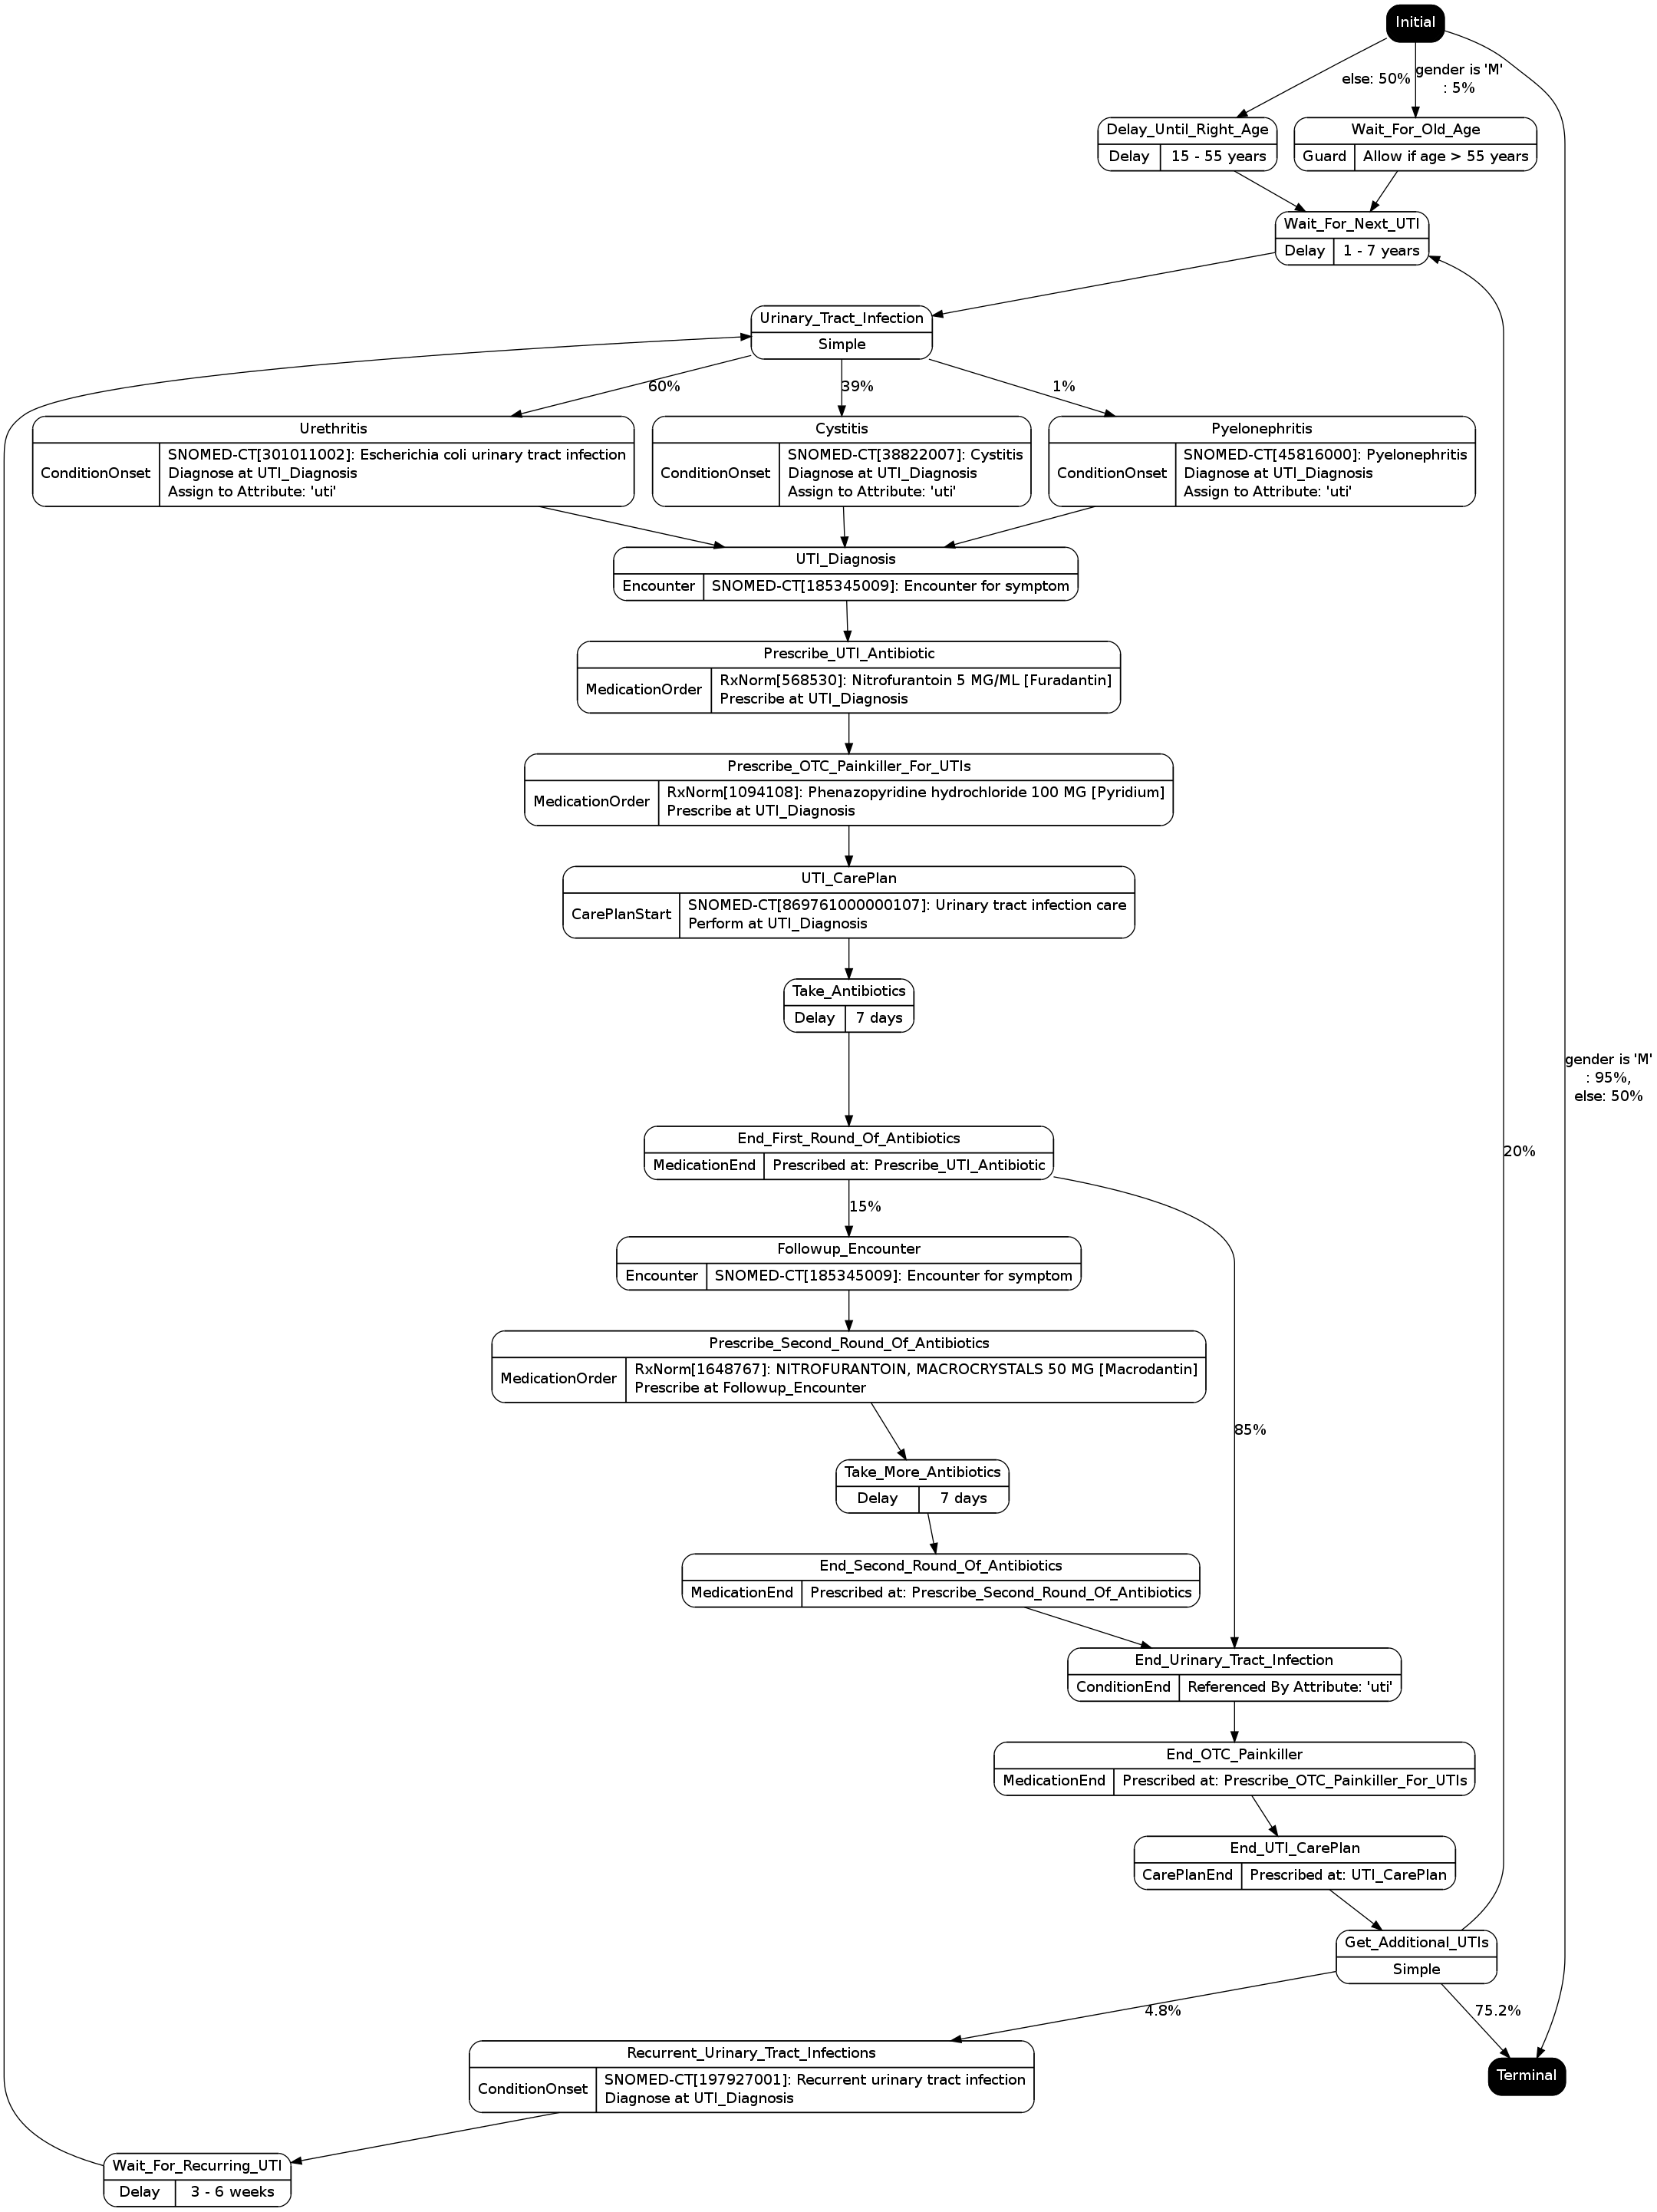 Initial
else: 50%
gender is 'M'
: 5%
Delay_Until_Right_Age
Delay
15 - 55 years
Wait_For_Old_Age
Guard
Allow if age > 55 years
Wait_For_Next_UTI
Delay
1 - 7 years
Urinary_Tract_Infection
Simple
60%
39%
1%
Urethritis
ConditionOnset
SNOMED-CT[301011002]: Escherichia coli urinary tract infection
Diagnose at UTI_Diagnosis
Assign to Attribute: 'uti'
Cystitis
ConditionOnset
SNOMED-CT[38822007]: Cystitis
Diagnose at UTI_Diagnosis
Assign to Attribute: 'uti'
Pyelonephritis
ConditionOnset
SNOMED-CT[45816000]: Pyelonephritis
Diagnose at UTI_Diagnosis
Assign to Attribute: 'uti'
UTI_Diagnosis
Encounter
SNOMED-CT[185345009]: Encounter for symptom
Prescribe_UTI_Antibiotic
MedicationOrder
RxNorm[568530]: Nitrofurantoin 5 MG/ML [Furadantin]
Prescribe at UTI_Diagnosis
Prescribe_OTC_Painkiller_For_UTIs
MedicationOrder
RxNorm[1094108]: Phenazopyridine hydrochloride 100 MG [Pyridium]
Prescribe at UTI_Diagnosis
UTI_CarePlan
CarePlanStart
SNOMED-CT[869761000000107]: Urinary tract infection care
Perform at UTI_Diagnosis
Take_Antibiotics
Delay
7 days
gender is 'M'
: 95%,
else: 50%
End_First_Round_Of_Antibiotics
MedicationEnd
Prescribed at: Prescribe_UTI_Antibiotic
20%
15%
Followup_Encounter
Encounter
SNOMED-CT[185345009]: Encounter for symptom
Prescribe_Second_Round_Of_Antibiotics
MedicationOrder
RxNorm[1648767]: NITROFURANTOIN, MACROCRYSTALS 50 MG [Macrodantin]
Prescribe at Followup_Encounter
85%
Take_More_Antibiotics
Delay
7 days
End_Second_Round_Of_Antibiotics
MedicationEnd
Prescribed at: Prescribe_Second_Round_Of_Antibiotics
End_Urinary_Tract_Infection
ConditionEnd
Referenced By Attribute: 'uti'
End_OTC_Painkiller
MedicationEnd
Prescribed at: Prescribe_OTC_Painkiller_For_UTIs
End_UTI_CarePlan
CarePlanEnd
Prescribed at: UTI_CarePlan
Get_Additional_UTIs
Simple
4.8%
75.2%
Recurrent_Urinary_Tract_Infections
ConditionOnset
SNOMED-CT[197927001]: Recurrent urinary tract infection
Diagnose at UTI_Diagnosis
Terminal
Wait_For_Recurring_UTI
Delay
3 - 6 weeks